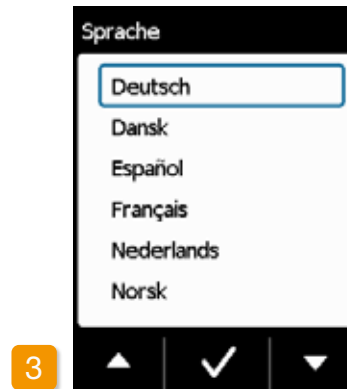 Sprache
Deutsch
Dansk
Español
Français
Nederlands
Norsk
3